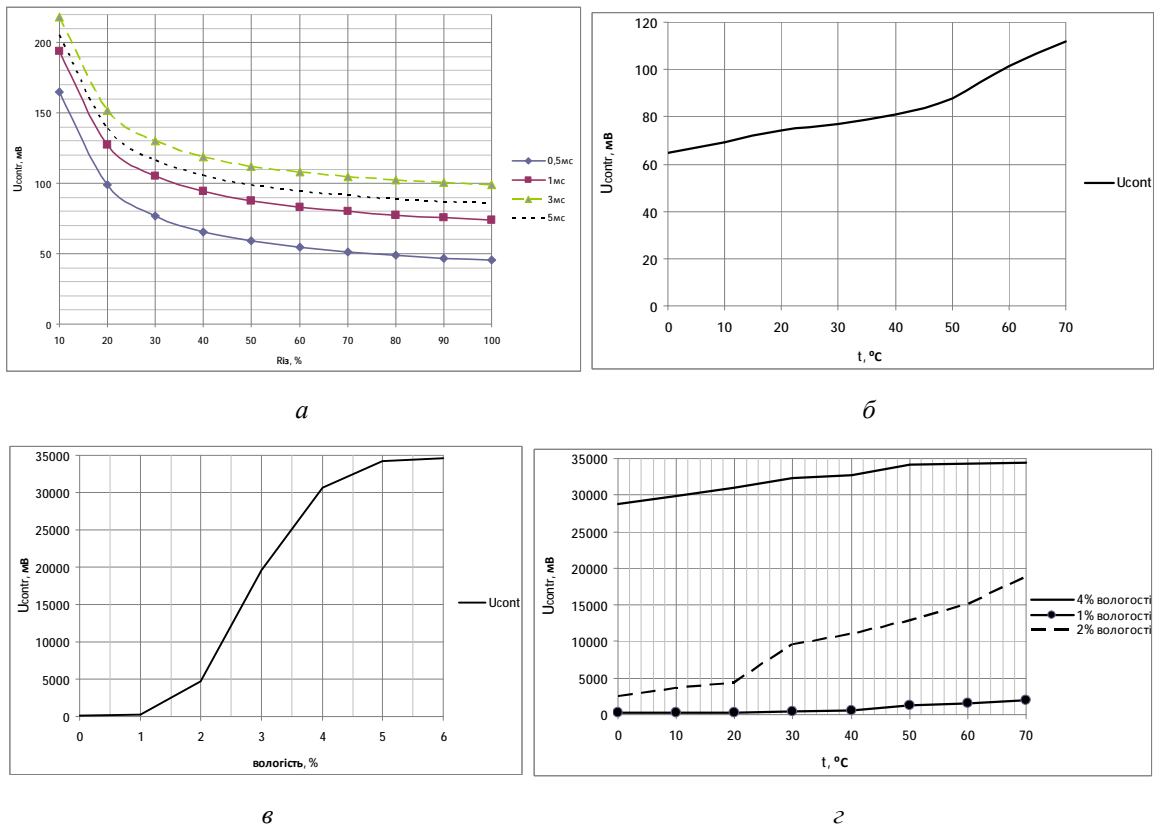 Ucontr, мВ
200
150
100
50
0
10 20 30 40 50 60 70 80 90 100
Rіз, %
0,5мс
1мс
3мс
5мс
а
Ucontr, мВ
120
100
80
60
40
20
0
0 10 20 30 40 50 60 70
t, ºС
Ucont
б
Ucontr, мВ
35000
30000
25000
20000
15000
10000
5000
0
0 1 2 3 4 5 6
вологість, %
Ucont
в
Ucontr, мВ
35000
30000
25000
20000
15000
10000
5000
0
0 10 20 30 40 50 60 70
t, ºС
4% вологості
1% вологості
2% вологості
г